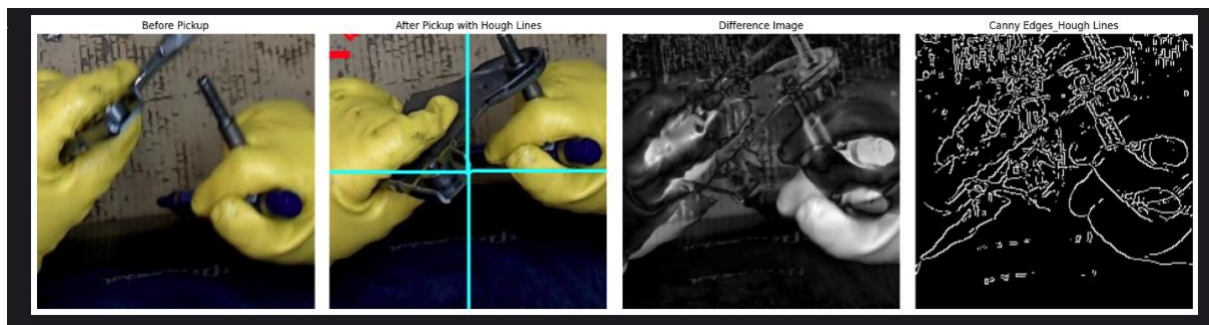 Before Pickup
After Pickup with Hough Lines
Difference Image
Canny Edges_Hough Lines